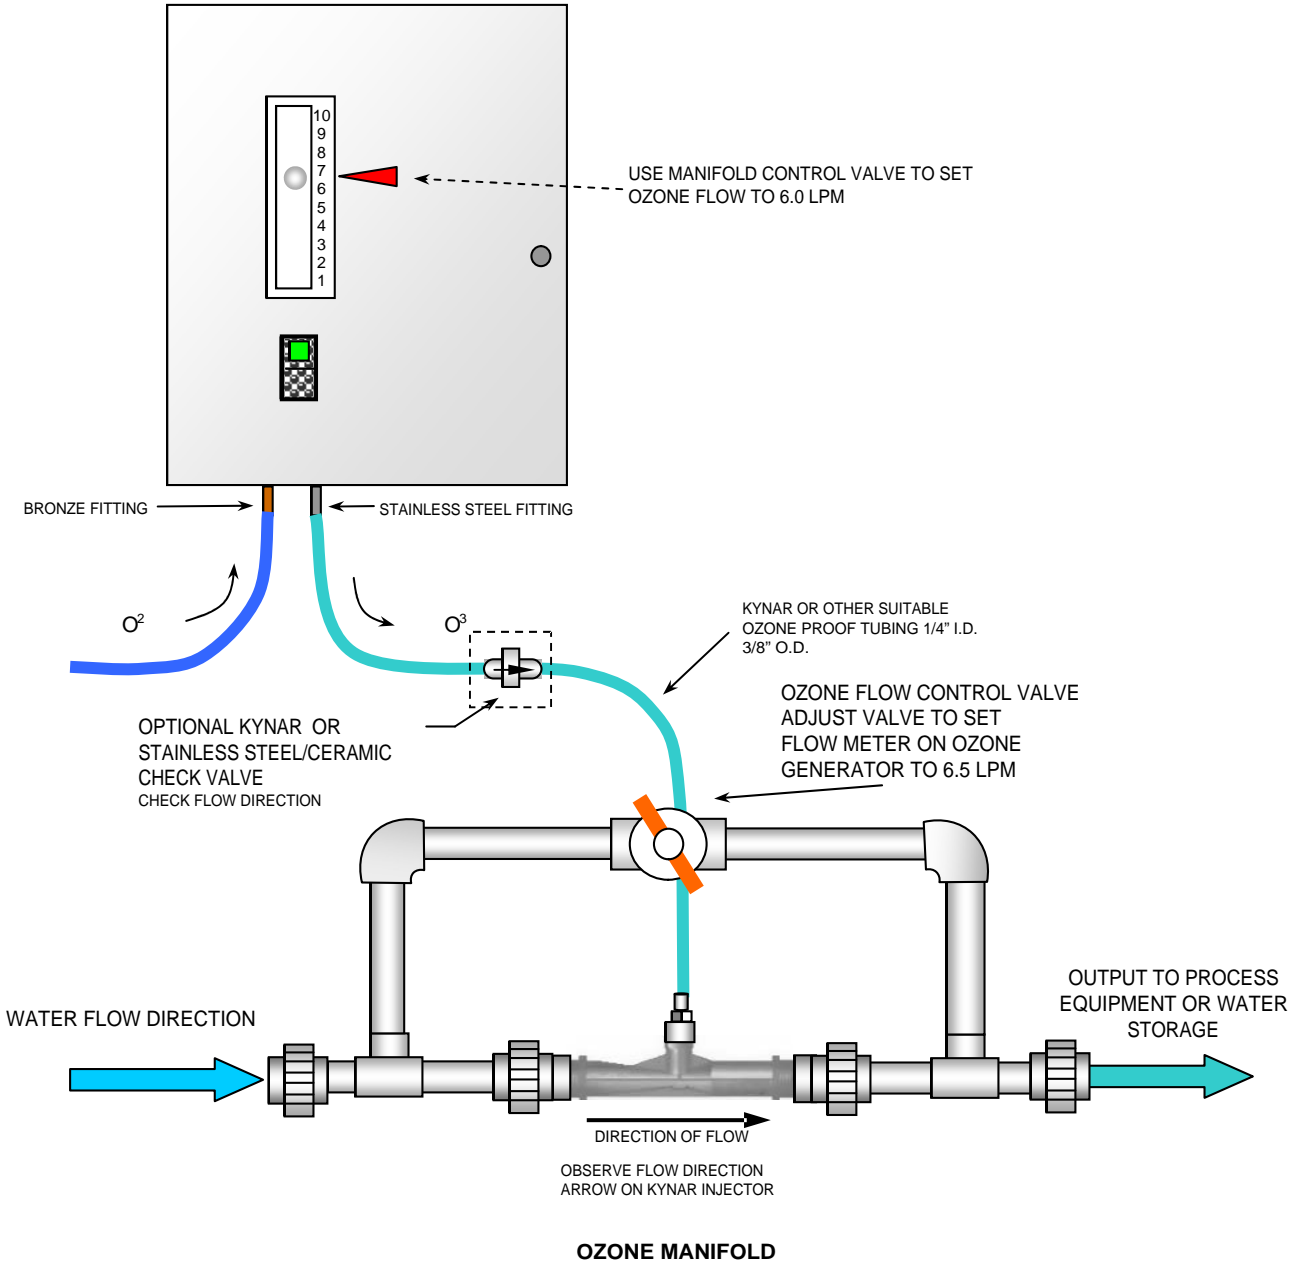 10
9
8
7
6
5
4
3
2
1
USE MANIFOLD CONTROL VALVE TO SET
OZONE FLOW TO 6.0 LPM
BRONZE FITTING
STAINLESS STEEL FITTING
O²
O³
KYNAR OR OTHER SUITABLE
OZONE PROOF TUBING 1/4” I.D.
3/8” O.D.
OZONE FLOW CONTROL VALVE
ADJUST VALVE TO SET
FLOW METER ON OZONE
GENERATOR TO 6.5 LPM
OPTIONAL KYNAR OR
STAINLESS STEEL/CERAMIC
CHECK VALVE
CHECK FLOW DIRECTION
WATER FLOW DIRECTION
OUTPUT TO PROCESS
EQUIPMENT OR WATER
STORAGE
DIRECTION OF FLOW
OBSERVE FLOW DIRECTION
ARROW ON KYNAR INJECTOR
OZONE MANIFOLD